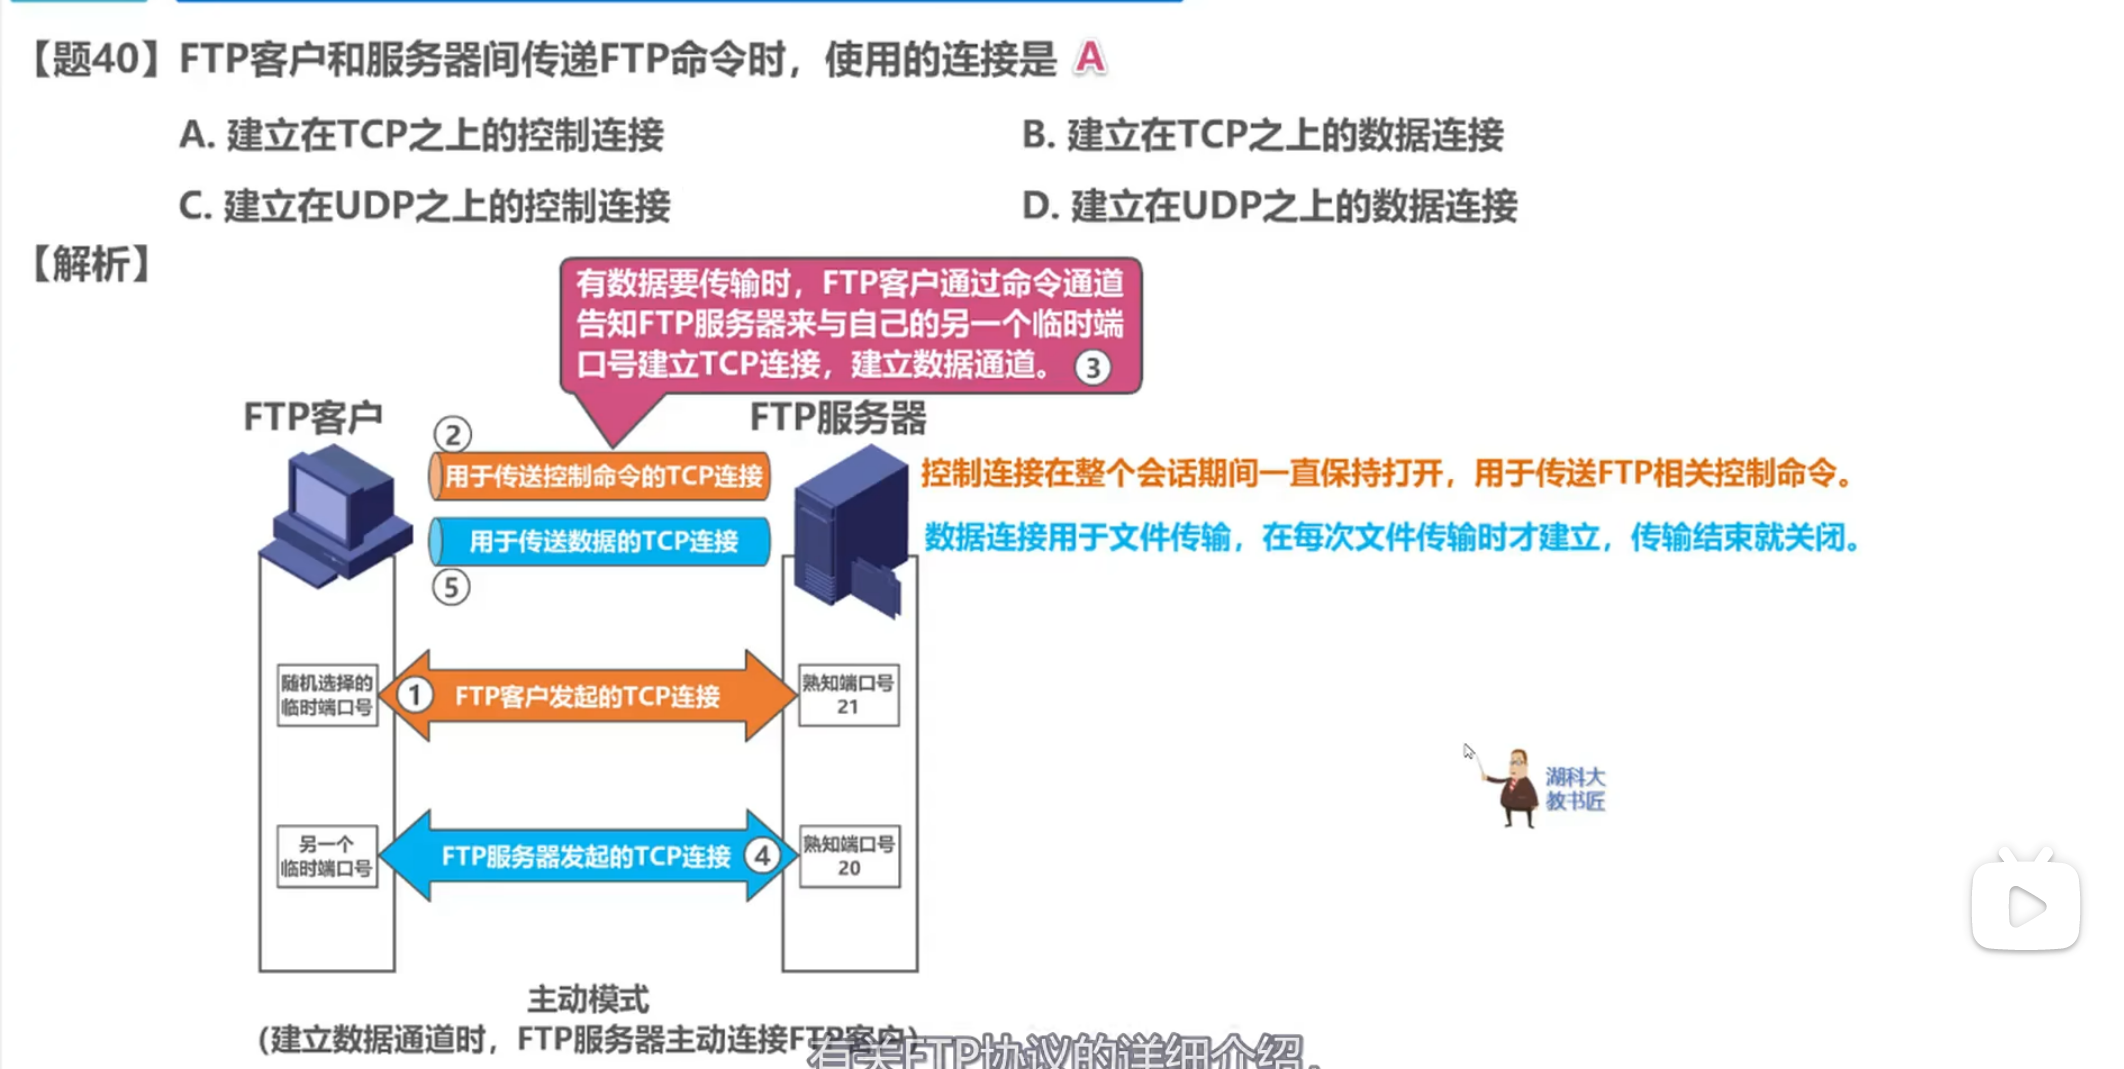 【题40】FTP客户和服务器间传递FTP命令时，使用的连接是 A
A. 建立在TCP之上的控制连接
B. 建立在TCP之上的数据连接
C. 建立在UDP之上的控制连接
D. 建立在UDP之上的数据连接
【解析】
有数据要传输时，FTP客户通过命令通道
告知FTP服务器来与自己的另一个临时端
口号建立TCP连接，建立数据通道。 ③
FTP客户
FTP服务器
②
用于传送控制命令的TCP连接
控制连接在整个会话期间一直保持打开，用于传送FTP相关控制命令。
用于传送数据的TCP连接
数据连接用于文件传输，在每次文件传输时才建立，传输结束就关闭。
⑤
随机选择的
临时端口号
① FTP客户发起的TCP连接
熟知端口号
21
另一个
临时端口号
FTP服务器发起的TCP连接 ④
熟知端口号
20
湖科大
教书匠
主动模式
(建立数据通道时，FTP服务器主动连接FTP客户)
有关FTP协议的详细介绍，